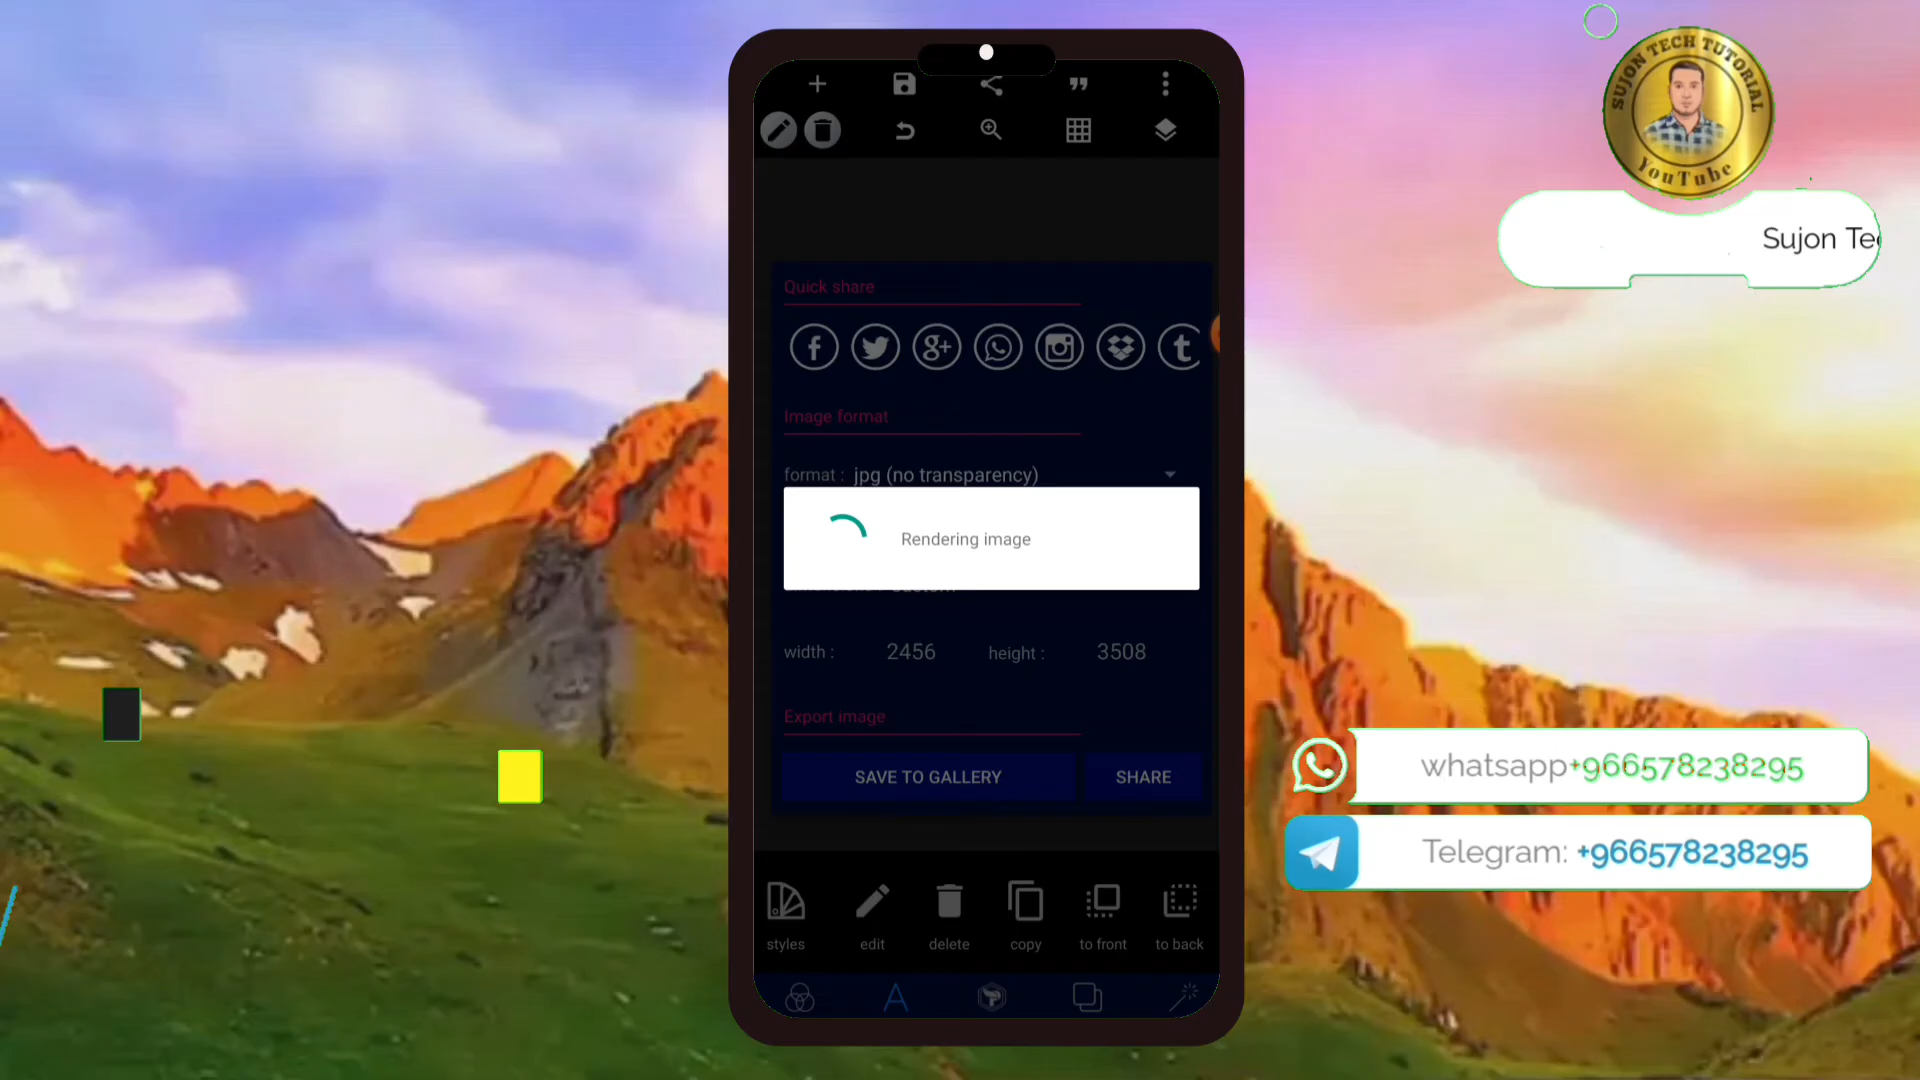 SUJON TECH TUTORIAL
YouTube
Sujon Te
Quick share
Image format
format : jpg (no transparency)
Rendering image
width : 2456 height : 3508
Export image
SAVE TO GALLERY SHARE
whatsapp+966578238295
Telegram: +966578238295
styles edit delete copy to front to back